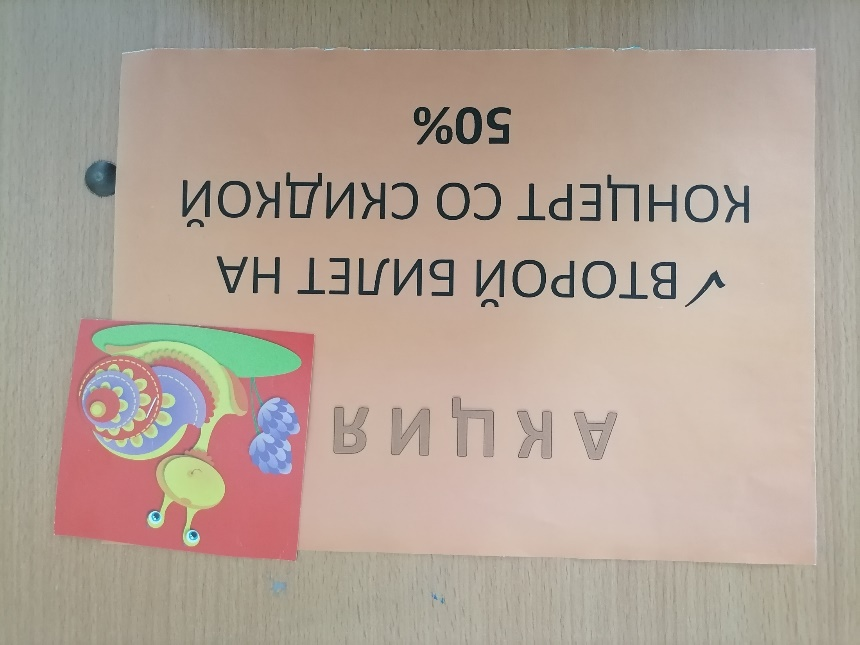 АКЦИЯ
✓ ВТОРОЙ БИЛЕТ НА
КОНЦЕРТ СО СКИДКОЙ
50%